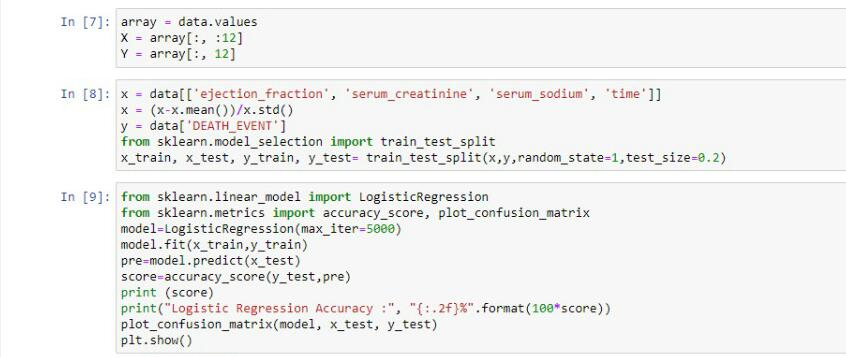 In [7]: array = data.values
X = array[:, :12]
Y = array[:, 12]
In [8]: x = data[['ejection_fraction', 'serum_creatinine', 'serum_sodium', 'time']]
x = (x-x.mean())/x.std()
y = data['DEATH_EVENT']
from sklearn.model_selection import train_test_split
x_train, x_test, y_train, y_test= train_test_split(x,y,random_state=1,test_size=0.2)
In [9]: from sklearn.linear_model import LogisticRegression
from sklearn.metrics import accuracy_score, plot_confusion_matrix
model=LogisticRegression(max_iter=5000)
model.fit(x_train,y_train)
pre=model.predict(x_test)
score=accuracy_score(y_test,pre)
print (score)
print("Logistic Regression Accuracy :", "{:.2f}%".format(100*score))
plot_confusion_matrix(model, x_test, y_test)
plt.show()